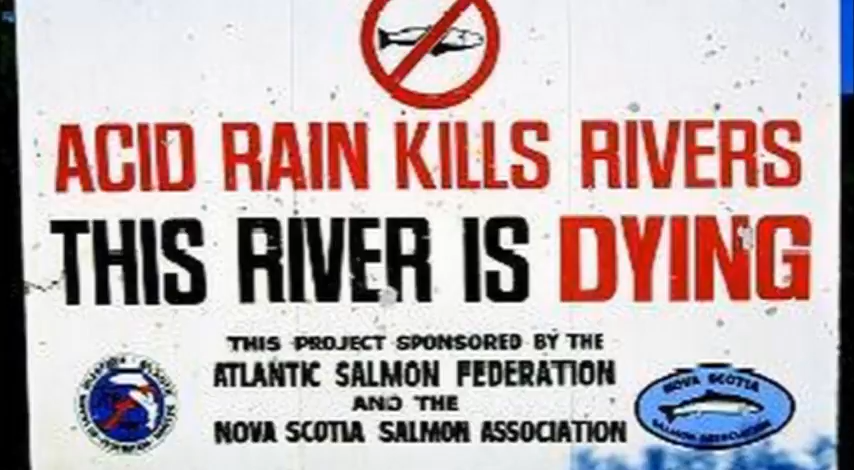 ACID RAIN KILLS RIVERS
THIS RIVER IS DYING
THIS PROJECT SPONSORED BY THE
ATLANTIC SALMON FEDERATION
AND THE
NOVA SCOTIA SALMON ASSOCIATION
NOVA SCOTIA
SALMON ASSOCIATION